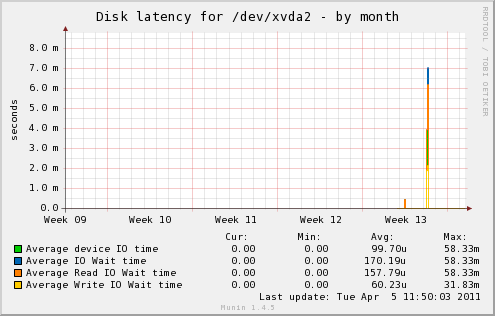 Disk latency for /dev/xvda2 - by month
RRDTOOL / TOBI OETIKER
seconds
8.0 m
7.0 m
6.0 m
5.0 m
4.0 m
3.0 m
2.0 m
1.0 m
0.0
Week 09 Week 10 Week 11 Week 12 Week 13
Cur: Min: Avg: Max:
Average device IO time 0.00 0.00 99.70u 58.33m
Average IO Wait time 0.00 0.00 170.19u 58.33m
Average Read IO Wait time 0.00 0.00 157.79u 58.33m
Average Write IO Wait time 0.00 0.00 60.23u 31.83m
Last update: Tue Apr  5 11:50:03 2011
Munin 1.4.5